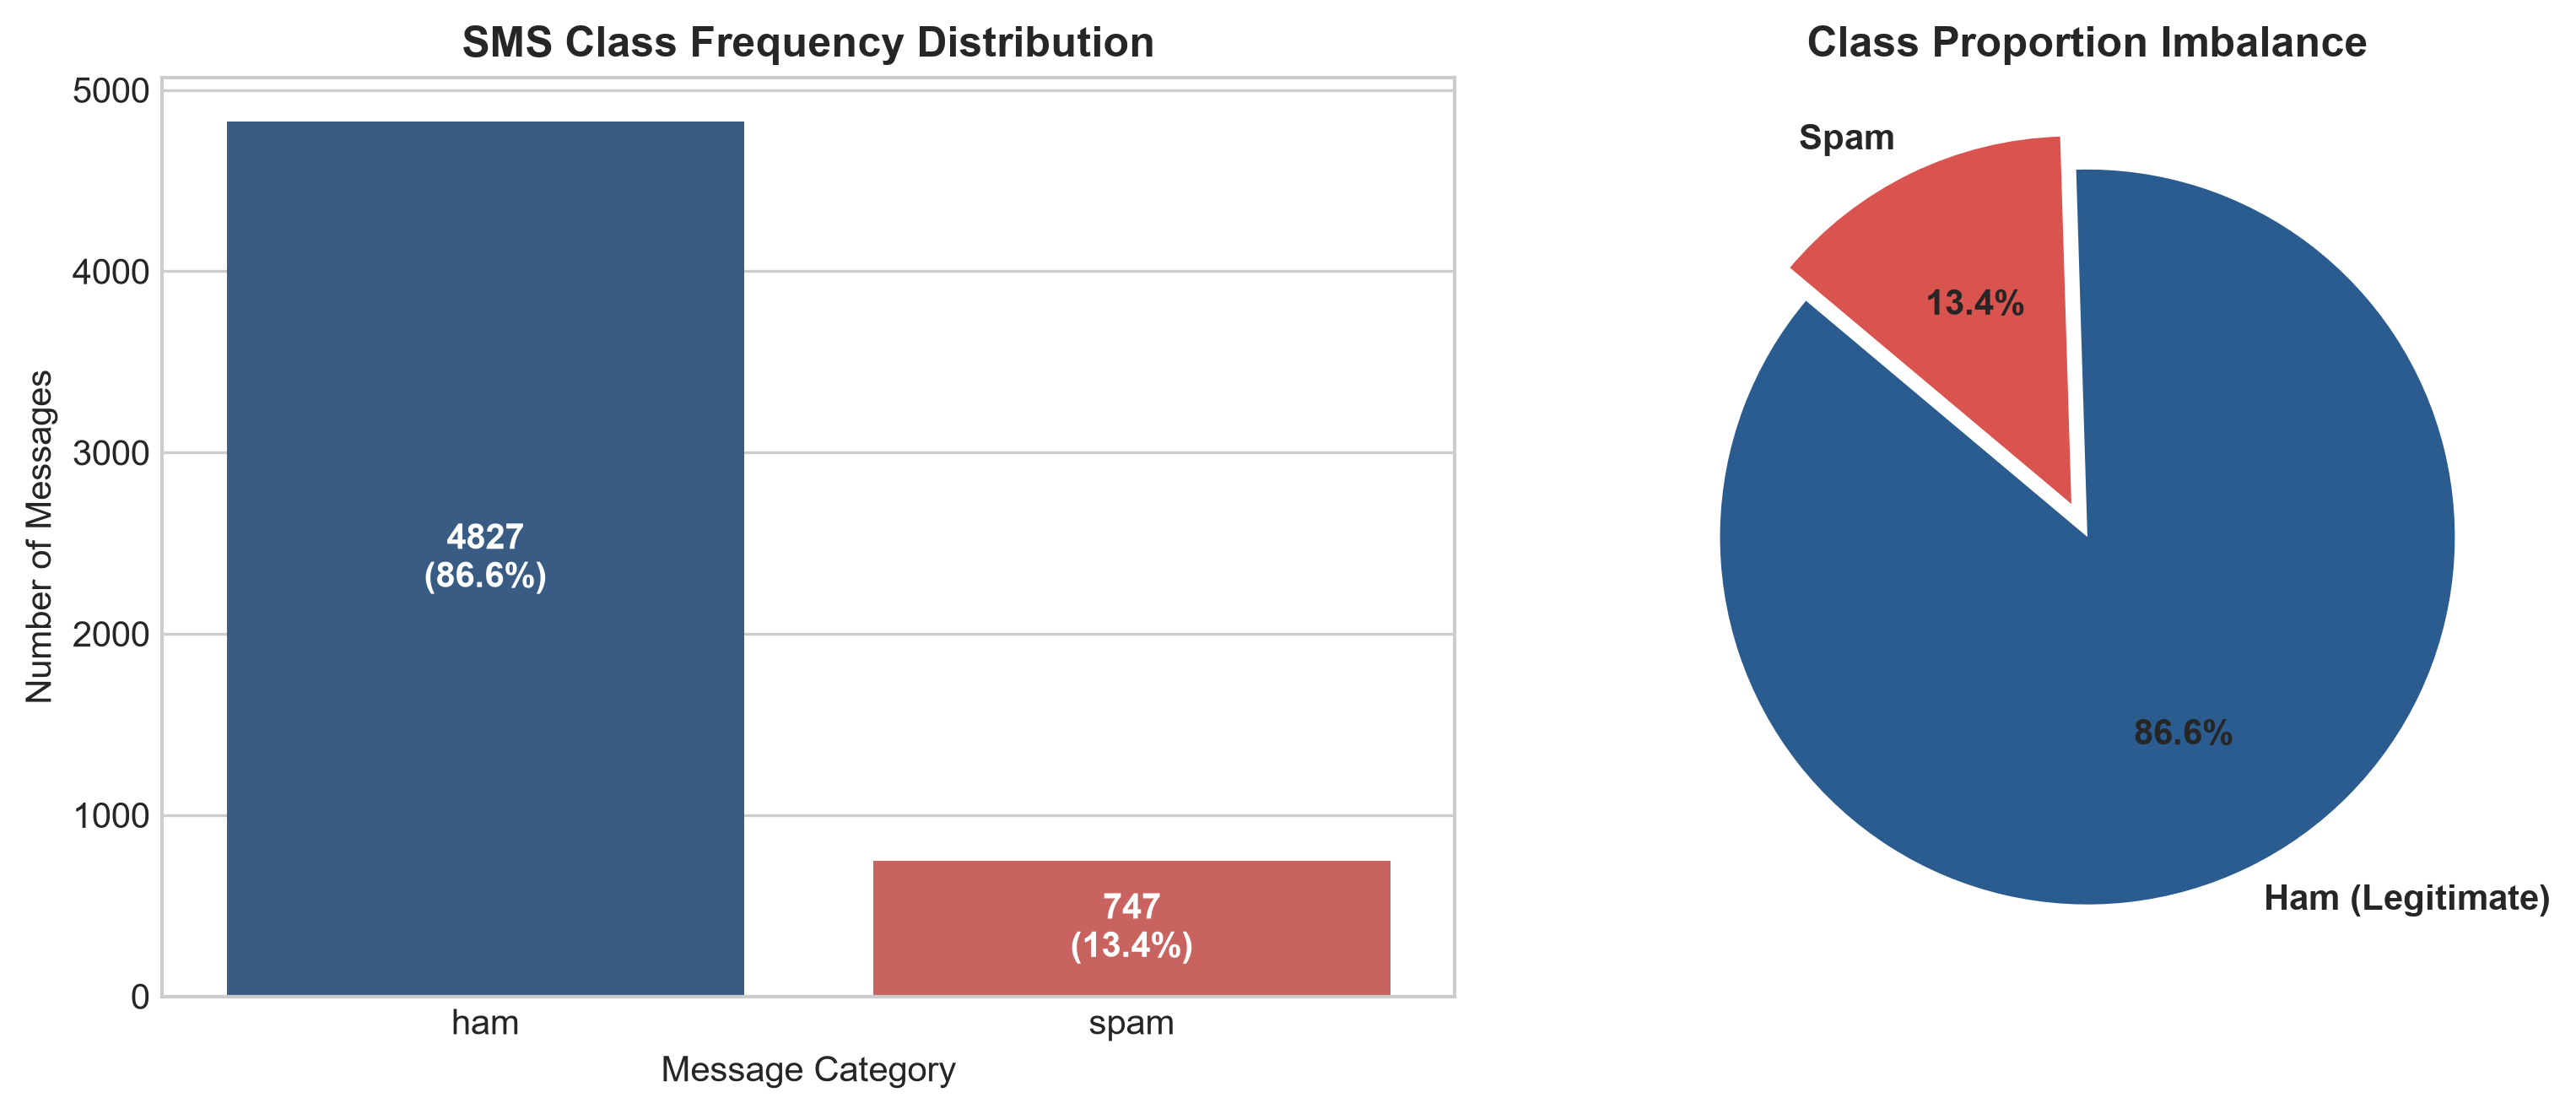 SMS Class Frequency Distribution
Number of Messages
5000
4000
3000
2000
1000
0
4827
(86.6%)
747
(13.4%)
ham
spam
Message Category
Class Proportion Imbalance
Spam
13.4%
86.6%
Ham (Legitimate)